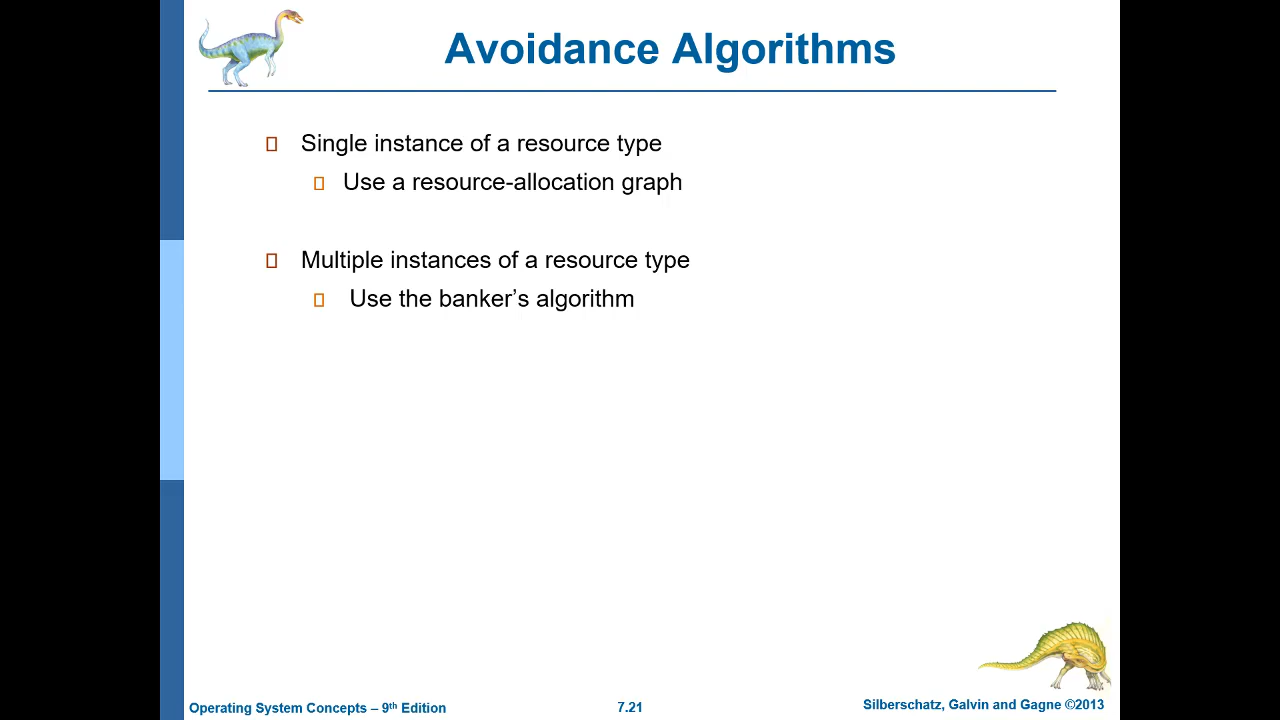 Avoidance Algorithms
Single instance of a resource type
Use a resource-allocation graph
Multiple instances of a resource type
Use the banker’s algorithm
Operating System Concepts – 9th Edition
7.21
Silberschatz, Galvin and Gagne ©2013